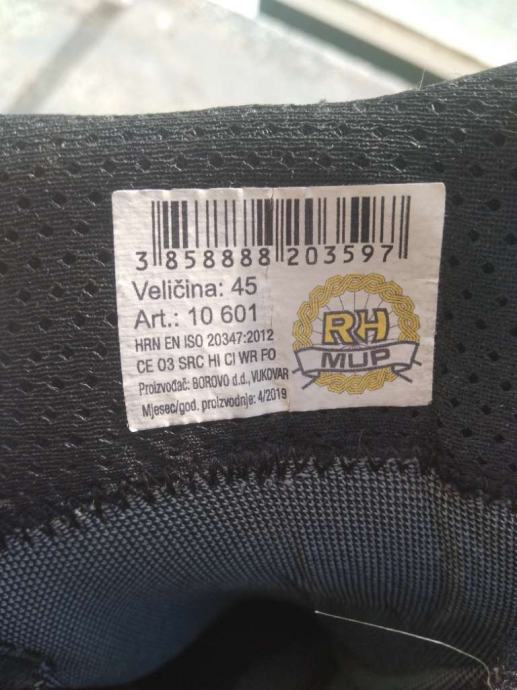 3 858888 203597
Veličina: 45
Art.: 10 601
HRN EN ISO 20347:2012
CE 03 SRC HI CI WR FO
Proizvođač: BOROVO d.d., VUKOVAR
Mjesec/god. proizvodnje: 4/2019
RH
MUP